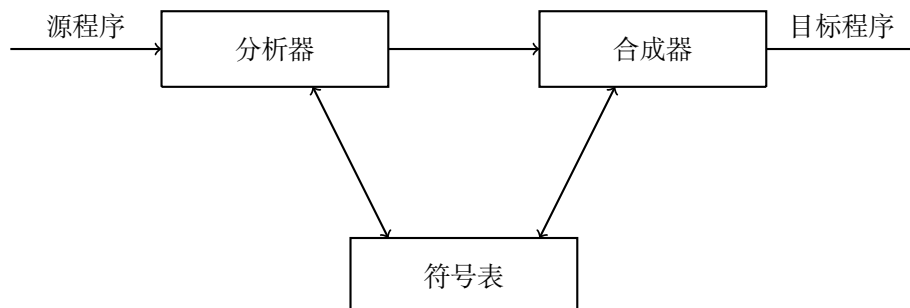 源程序
分析器
合成器
目标程序
符号表